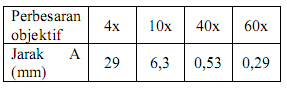 Perbesaran objektif 4x 10x 40x 60x
Jarak A (mm) 29 6,3 0,53 0,29